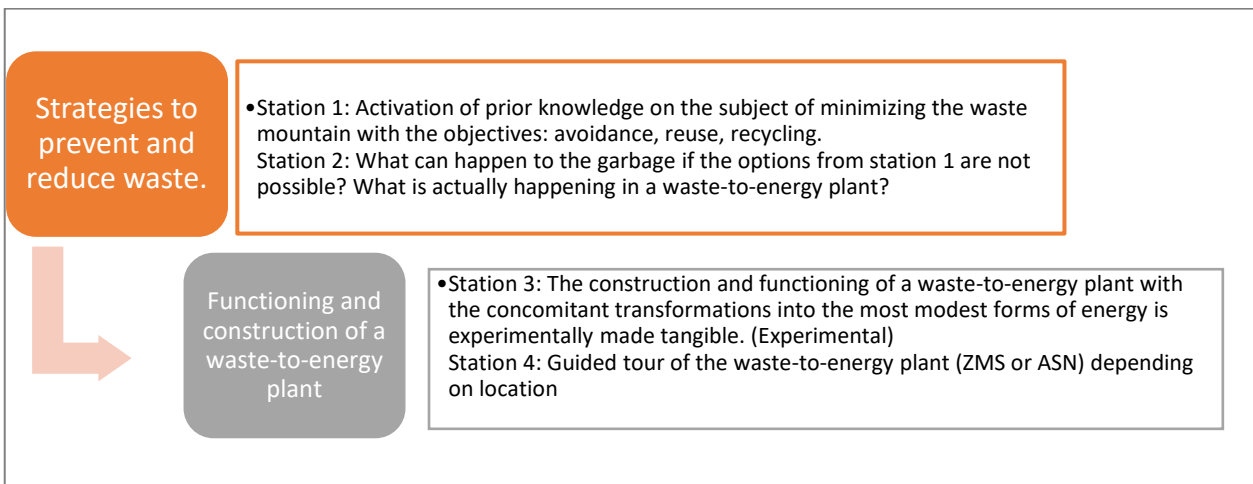 Strategies to
prevent and
reduce waste.
•Station 1: Activation of prior knowledge on the subject of minimizing the waste
mountain with the objectives: avoidance, reuse, recycling.
Station 2: What can happen to the garbage if the options from station 1 are not
possible? What is actually happening in a waste-to-energy plant?
Functioning and
construction of a
waste-to-energy
plant
•Station 3: The construction and functioning of a waste-to-energy plant with
the concomitant transformations into the most modest forms of energy is
experimentally made tangible. (Experimental)
Station 4: Guided tour of the waste-to-energy plant (ZMS or ASN) depending
on location